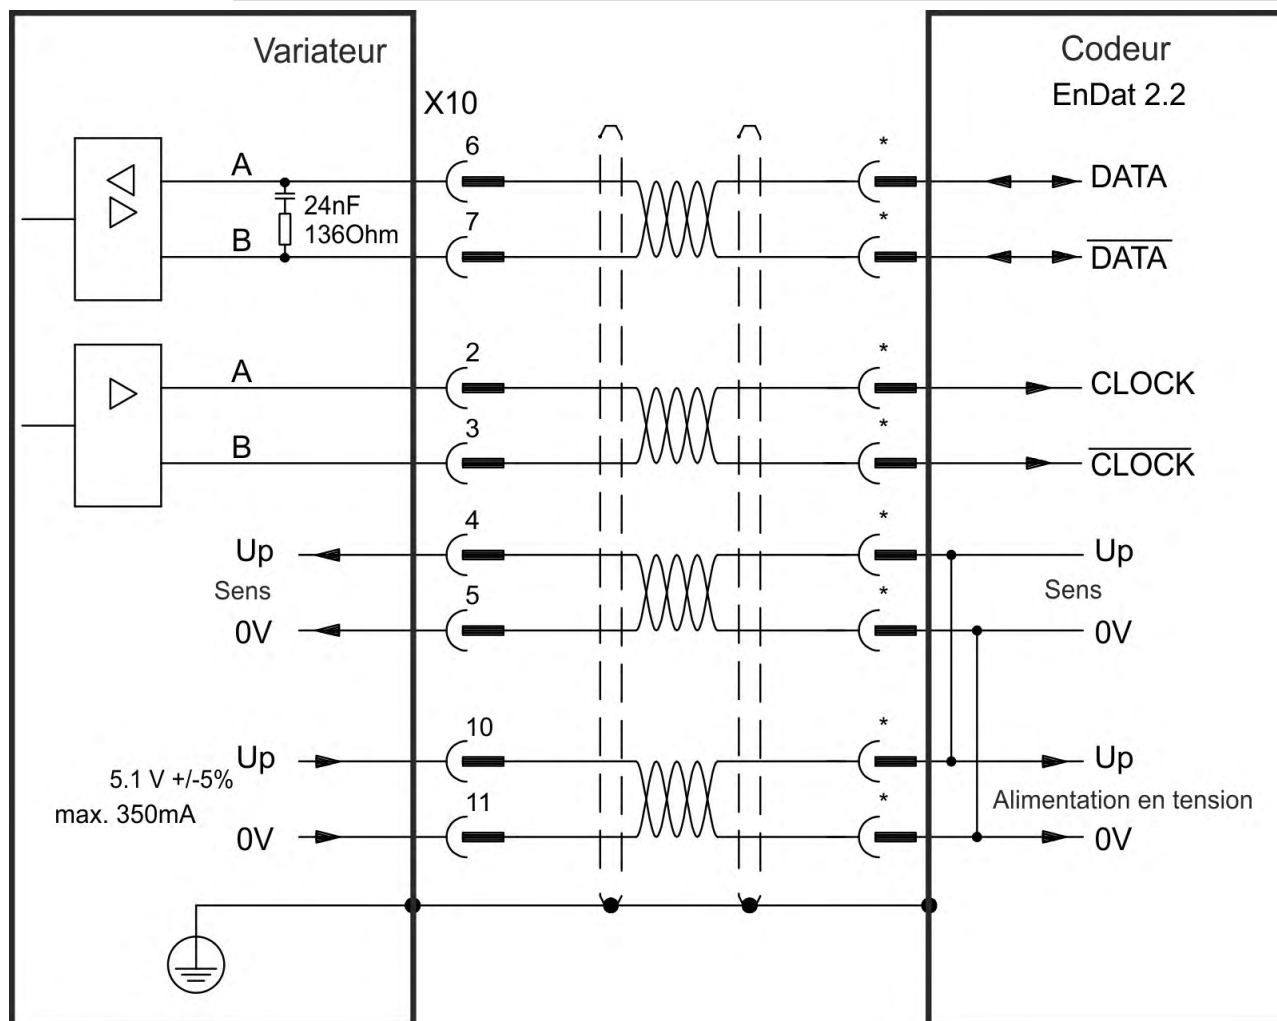 Variateur
Codeur
EnDat 2.2
X10
6 *
A DATA
24nF
136Ohm
7 *
B DATA
2 *
A CLOCK
3 *
B CLOCK
4 *
Up Up
Sens Sens
5 *
0V 0V
10 *
Up Up
5.1 V +/-5%
max. 350mA
Alimentation en tension
11 *
0V 0V